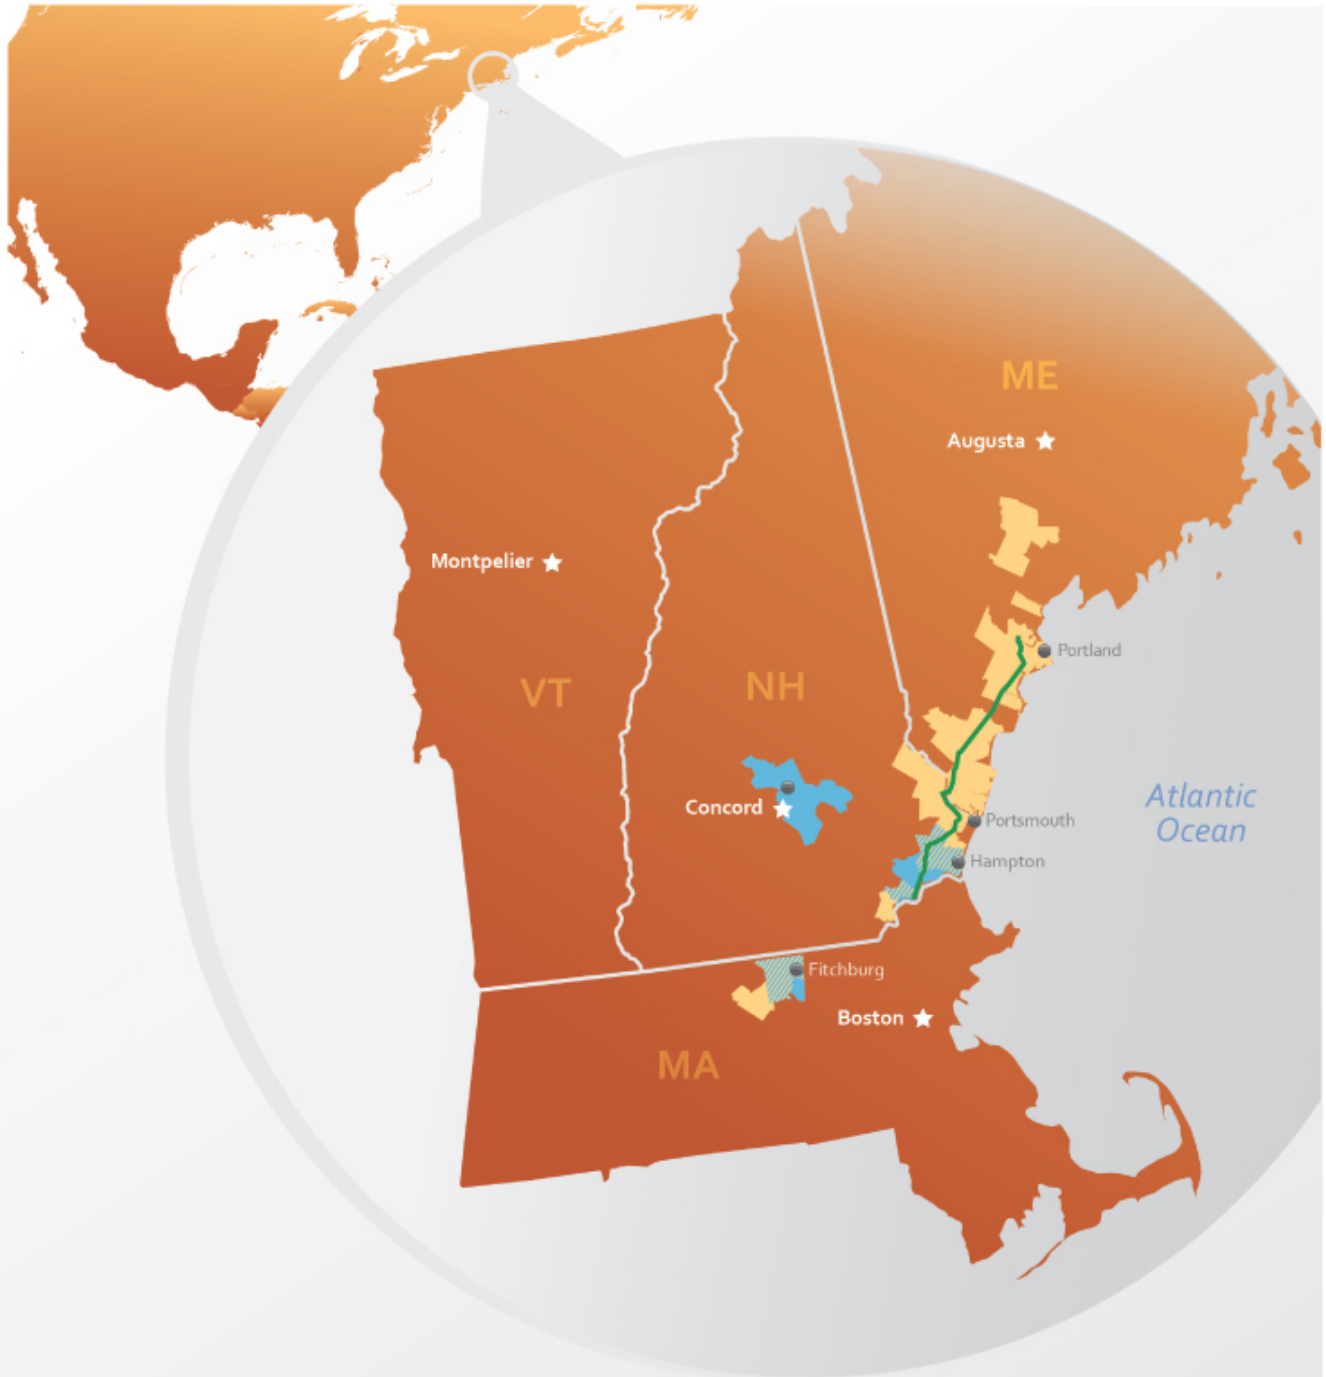 ME
Augusta
Montpelier
Portland
VT
NH
Concord
Atlantic
Ocean
Portsmouth
Hampton
Fitchburg
Boston
MA